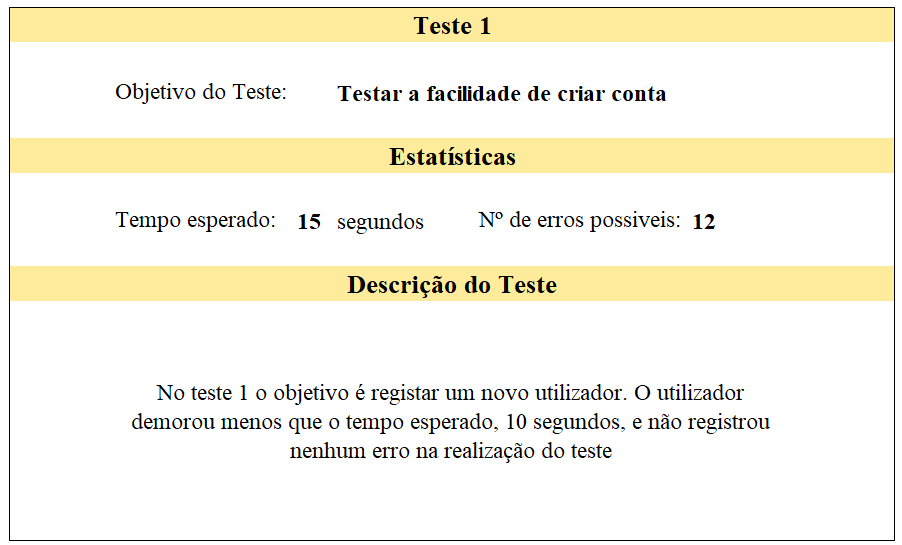 Teste 1
Objetivo do Teste: Testar a facilidade de criar conta
Estatísticas
Tempo esperado: 15 segundos Nº de erros possiveis: 12
Descrição do Teste
No teste 1 o objetivo é registar um novo utilizador. O utilizador
demorou menos que o tempo esperado, 10 segundos, e não registrou
nenhum erro na realização do teste